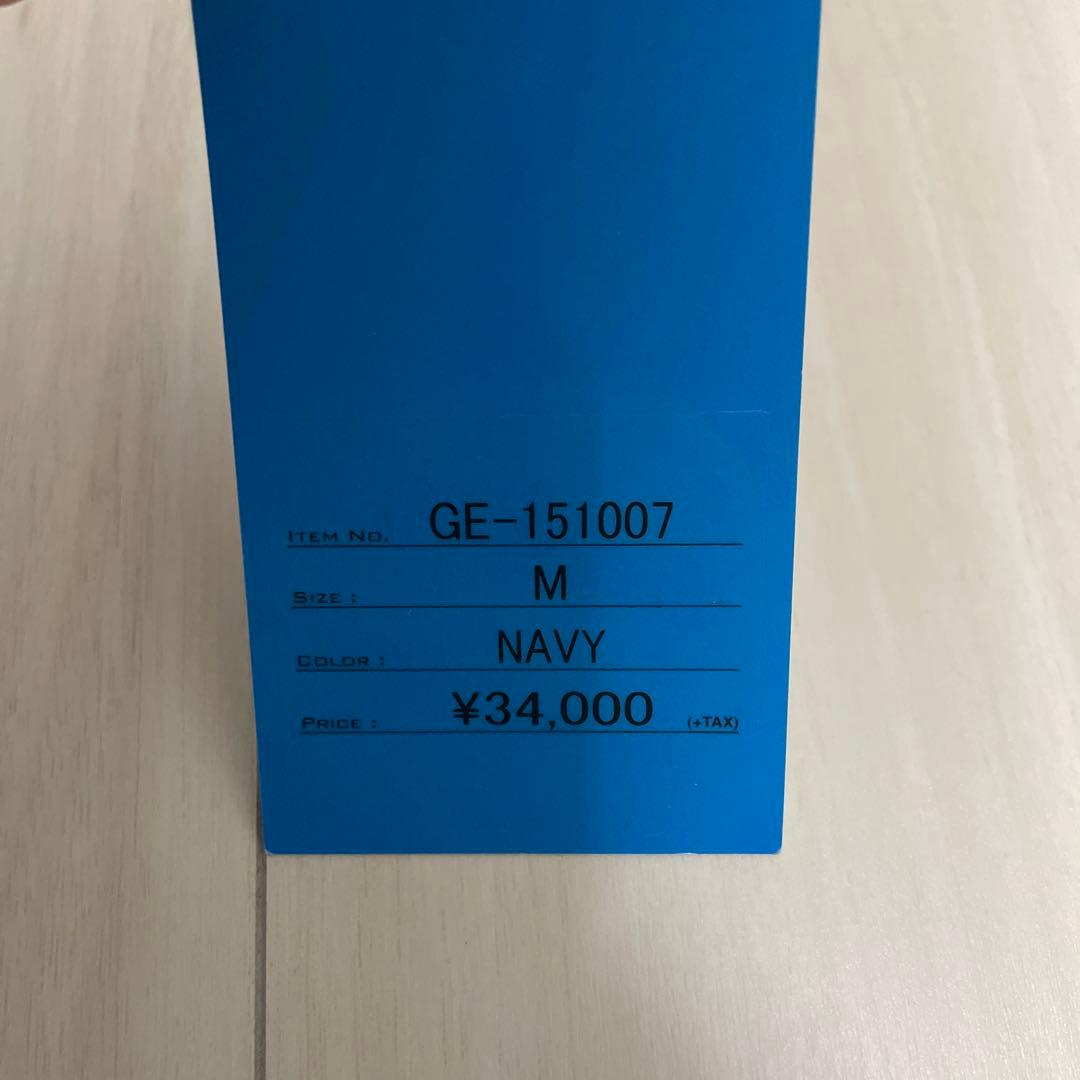 ITEM NO. GE-151007
SIZE : M
COLOR : NAVY
PRICE : ¥34,000 (+TAX)